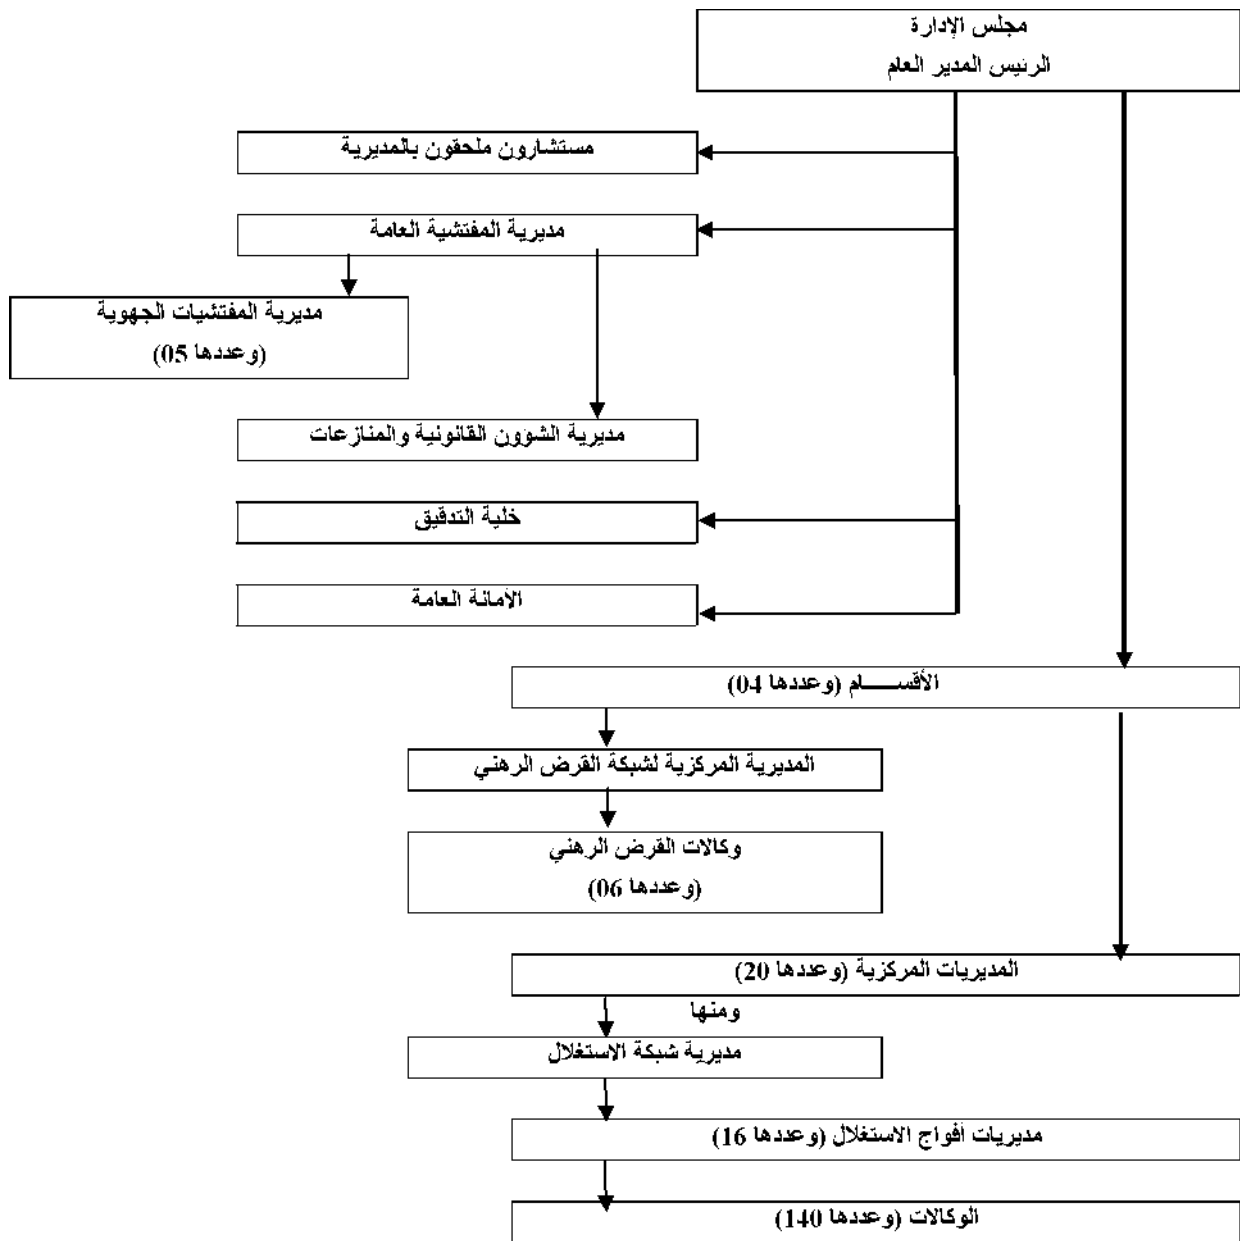 مجلس الإدارة
الرئيس المدير العام
مستشارون ملحقون بالمديرية
مديرية المفتشية العامة
مديرية المفتشيات الجهوية
(وعددها 05)
مديرية الشؤون القانونية والمنازعات
خلية التدقيق
الأمانة العامة
الأقســـــام (وعددها 04)
المديرية المركزية لشبكة القرض الرهني
وكالات القرض الرهني
(وعددها 06)
المديريات المركزية (وعددها 20)
ومنها
مديرية شبكة الاستغلال
مديريات أفواج الاستغلال (وعددها 16)
الوكالات (وعددها 140)